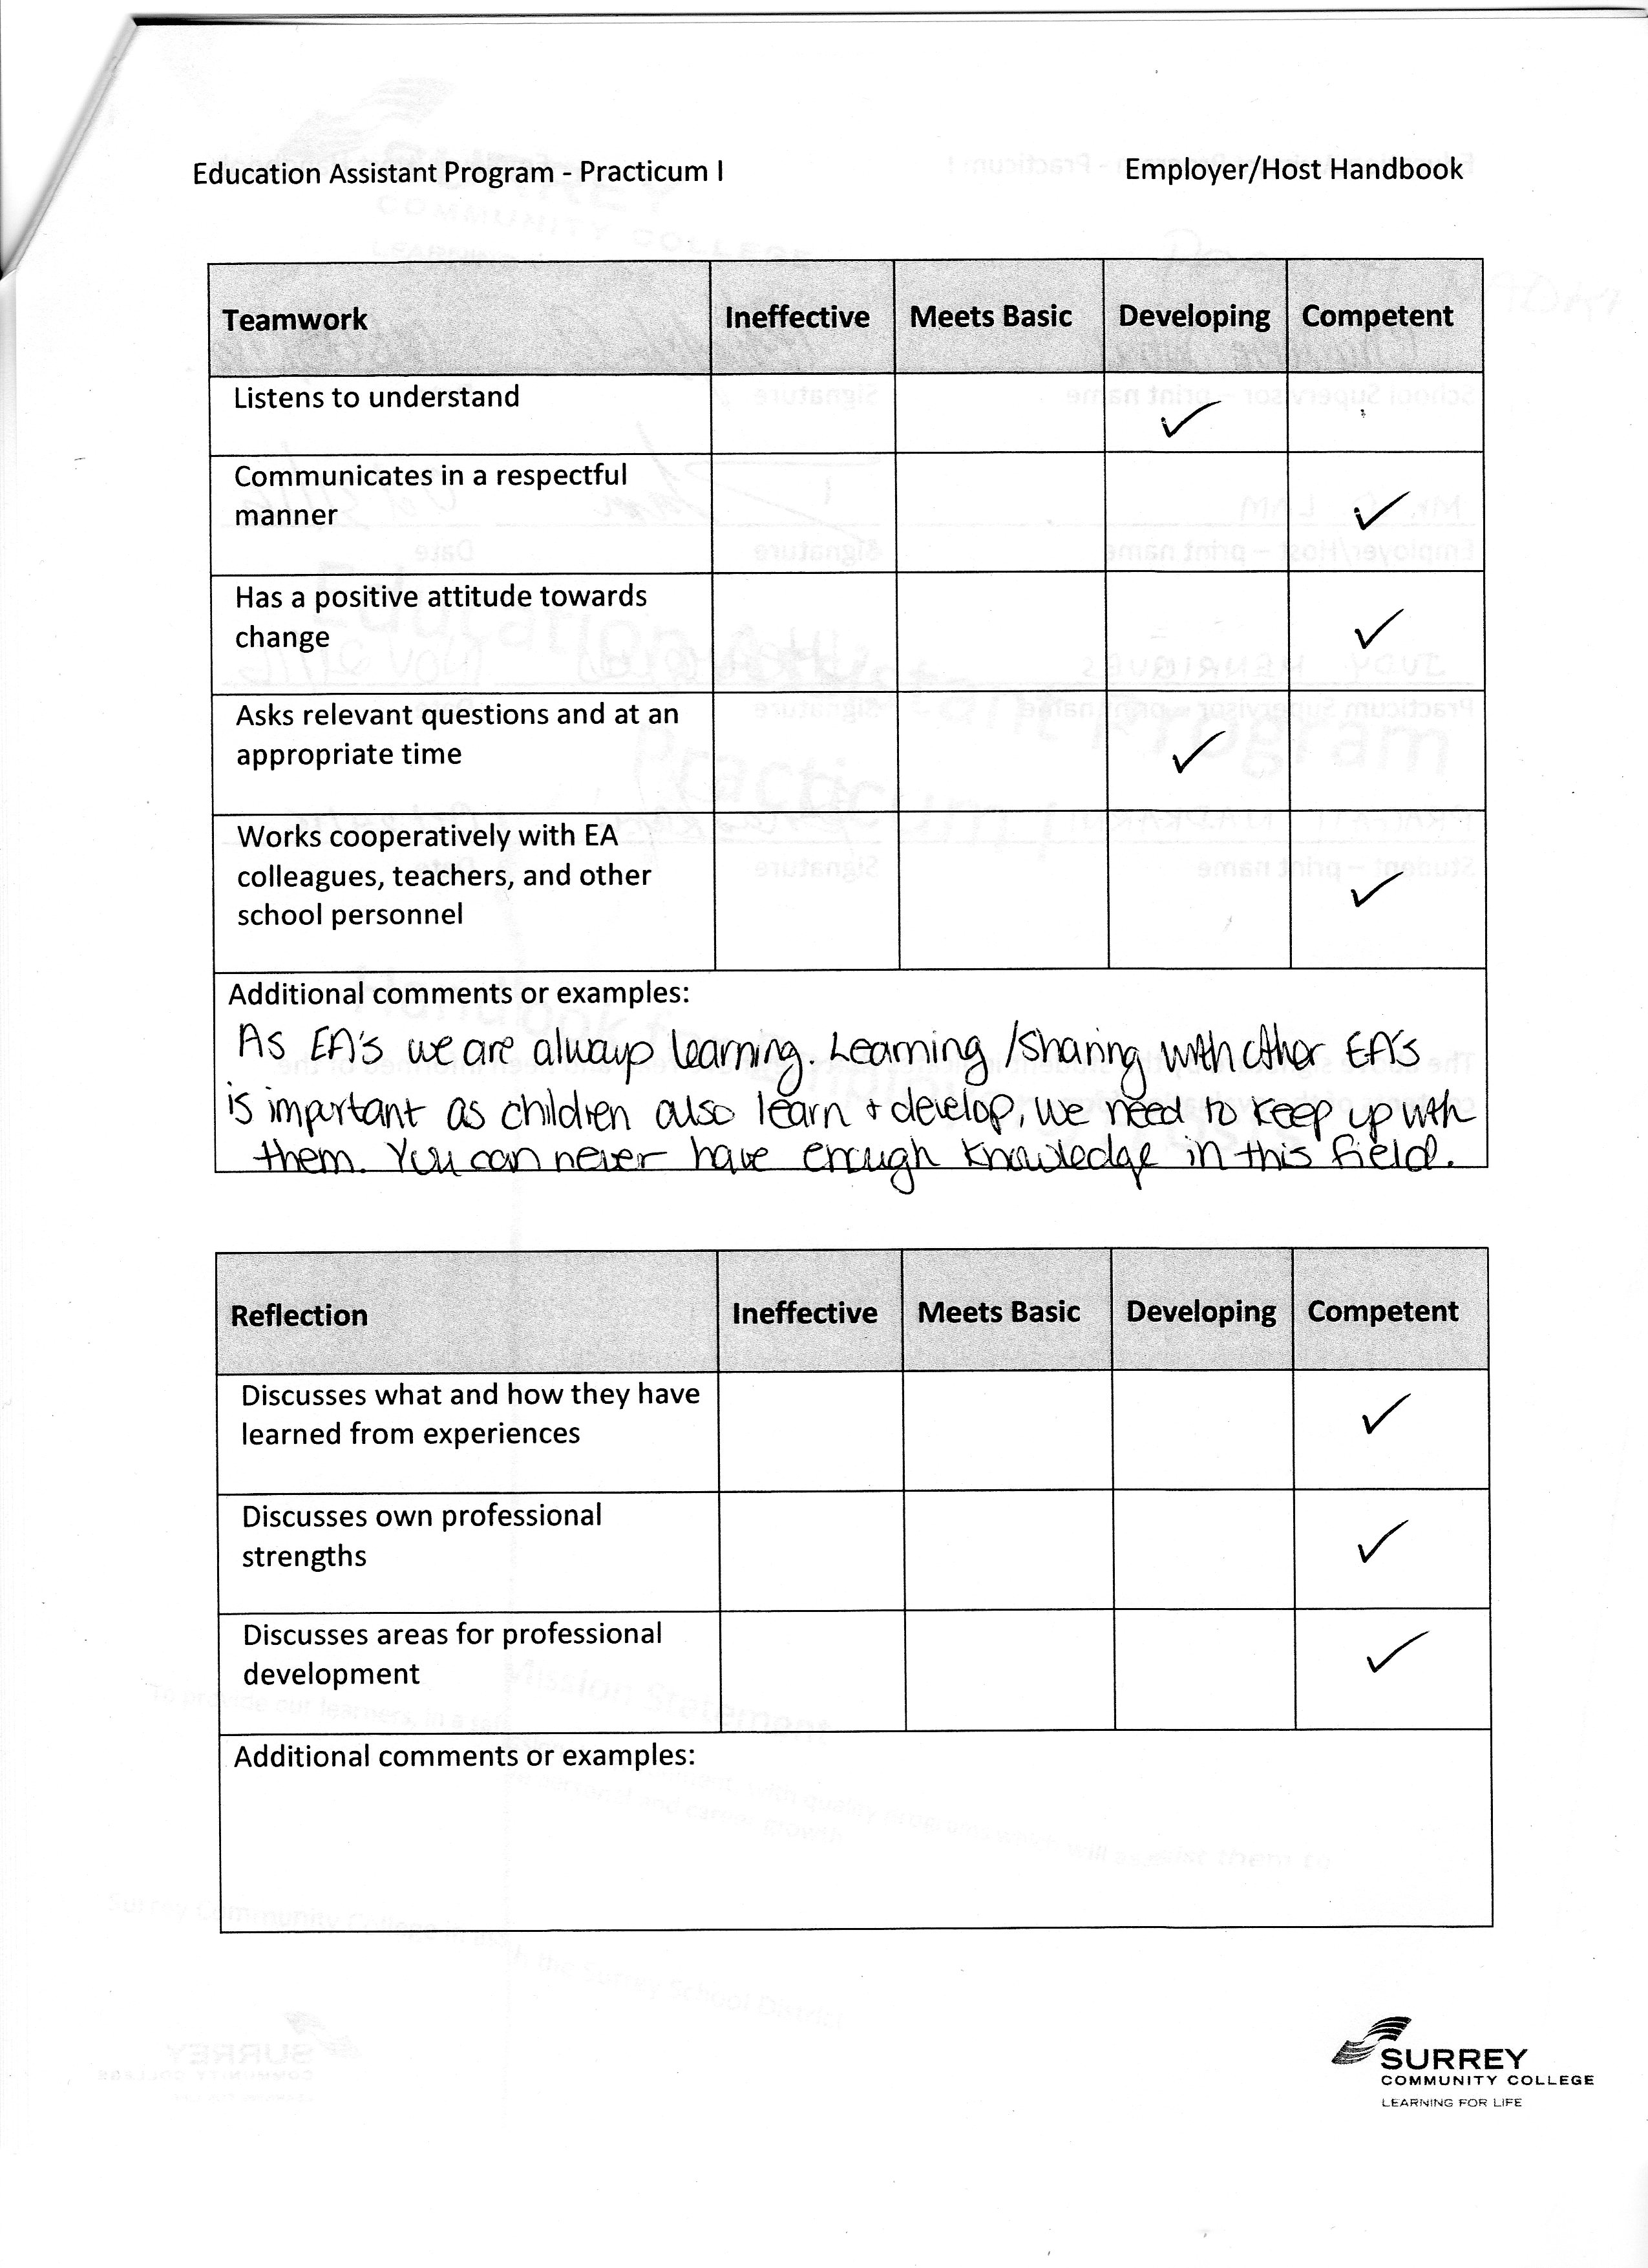 Education Assistant Program - Practicum I Employer/Host Handbook
Teamwork Ineffective Meets Basic Developing Competent
Listens to understand ✓
Communicates in a respectful
manner ✓
Has a positive attitude towards
change ✓
Asks relevant questions and at an
appropriate time ✓
Works cooperatively with EA
colleagues, teachers, and other ✓
school personnel
Additional comments or examples:
As EA's we are always learning. Learning /sharing with other EA's
is important as children also learn + develop, we need to keep up with
them. You can never have enough knowledge in this field.
Reflection Ineffective Meets Basic Developing Competent
Discusses what and how they have ✓
learned from experiences
Discusses own professional
strengths ✓
Discusses areas for professional
development ✓
Additional comments or examples:
SURREY
COMMUNITY COLLEGE
LEARNING FOR LIFE